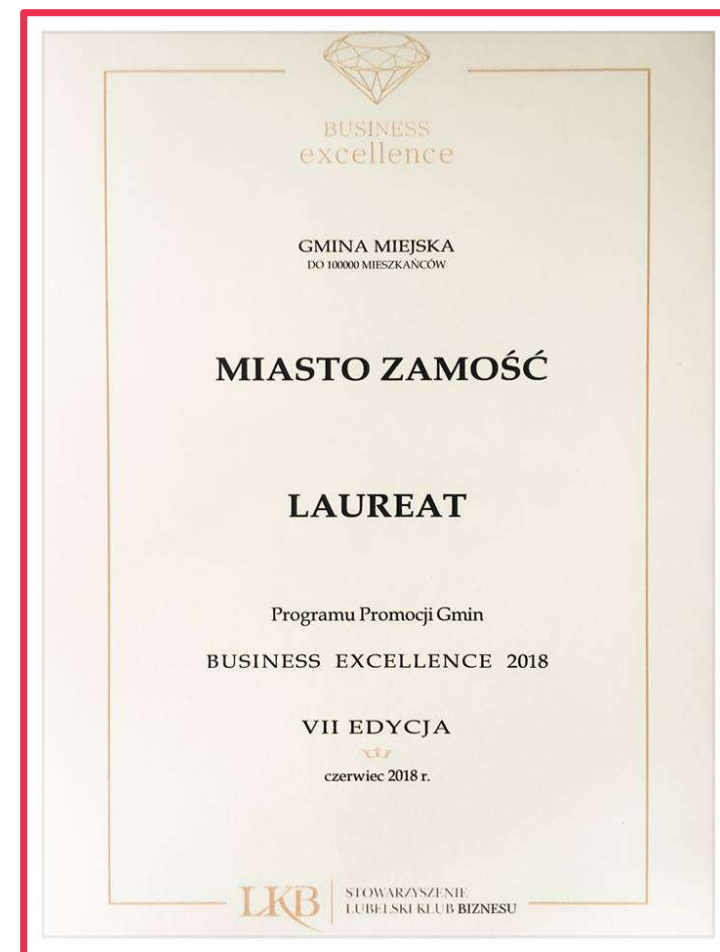 BUSINESS
excellence
GMINA MIEJSKA
DO 100000 MIESZKAŃCÓW
MIASTO ZAMOŚĆ
LAUREAT
Programu Promocji Gmin
BUSINESS EXCELLENCE 2018
VII EDYCJA
czerwiec 2018 r.
LKB
STOWARZYSZENIE
LUBELSKI KLUB BIZNESU